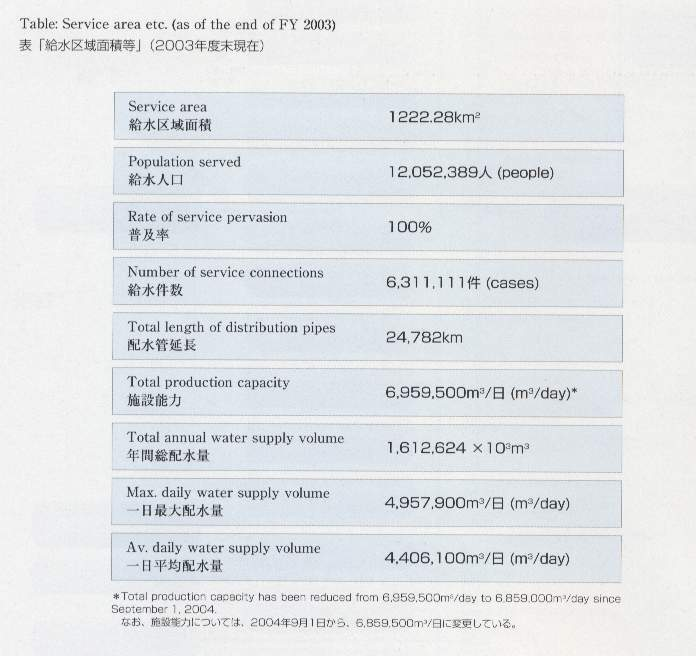 Table: Service area etc. (as of the end of FY 2003)
表「給水区域面積等」（2003年度末現在）
Service area
給水区域面積
1222.28km²
Population served
給水人口
12,052,389人 (people)
Rate of service pervasion
普及率
100%
Number of service connections
給水件数
6,311,111件 (cases)
Total length of distribution pipes
配水管延長
24,782km
Total production capacity
施設能力
6,959,500m³/日 (m³/day)*
Total annual water supply volume
年間総配水量
1,612,624 ×10³m³
Max. daily water supply volume
一日最大配水量
4,957,900m³/日 (m³/day)
Av. daily water supply volume
一日平均配水量
4,406,100m³/日 (m³/day)
*Total production capacity has been reduced from 6,959,500m³/day to 6,859,000m³/day since
September 1, 2004.
なお、施設能力については、2004年9月1日から、6,859,500m³/日に変更している。